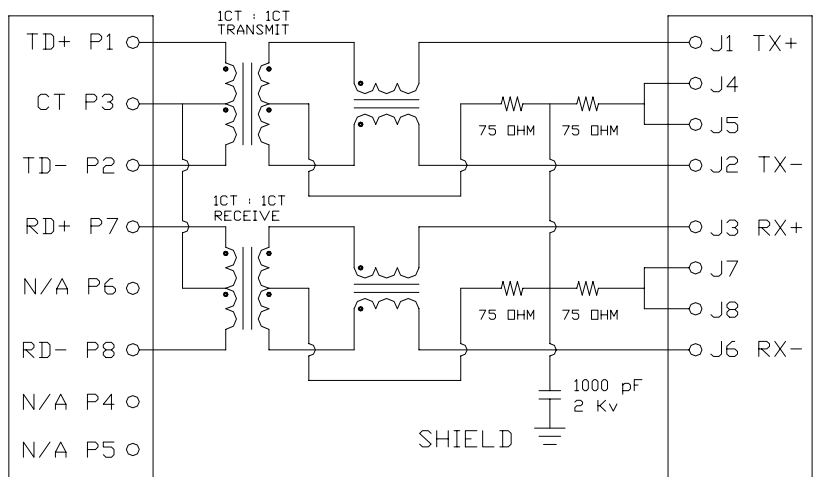 1CT : 1CT
TRANSMIT
TD+ P1
CT P3
TD- P2
RD+ P7
N/A P6
RD- P8
N/A P4
N/A P5
75 OHM
75 OHM
1CT : 1CT
RECEIVE
75 OHM
75 OHM
1000 pF
2 Kv
SHIELD
J1 TX+
J4
J5
J2 TX-
J3 RX+
J7
J8
J6 RX-